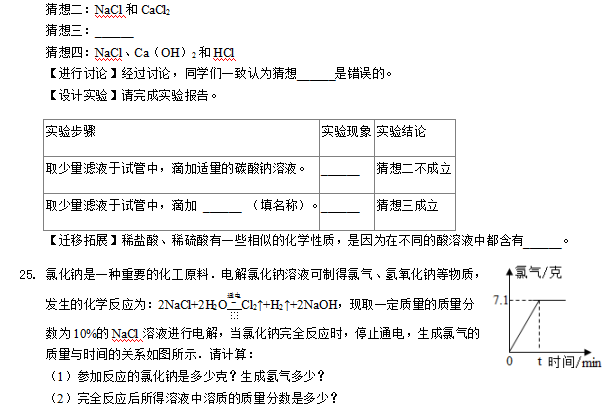 猜想二：NaCl 和 CaCl₂
猜想三：______
猜想四：NaCl、Ca（OH）₂和 HCl
【进行讨论】经过讨论，同学们一致认为猜想______是错误的。
【设计实验】请完成实验报告。
实验步骤 实验现象 实验结论
取少量滤液于试管中，滴加适量的碳酸钠溶液。 ______ 猜想二不成立
取少量滤液于试管中，滴加 ______ （填名称）。 ______ 猜想三成立
【迁移拓展】稀盐酸、稀硫酸有一些相似的化学性质，是因为在不同的酸溶液中都含有______。
25. 氯化钠是一种重要的化工原料．电解氯化钠溶液可制得氯气、氢氧化钠等物质，
发生的化学反应为：2NaCl+2H₂O通电Cl₂↑+H₂↑+2NaOH，现取一定质量的质量分
数为 10%的 NaCl 溶液进行电解，当氯化钠完全反应时，停止通电，生成氯气的
质量与时间的关系如图所示．请计算：
（1）参加反应的氯化钠是多少克？生成氢气多少？
（2）完全反应后所得溶液中溶质的质量分数是多少？
氯气/克
7.1
0 t 时间/min